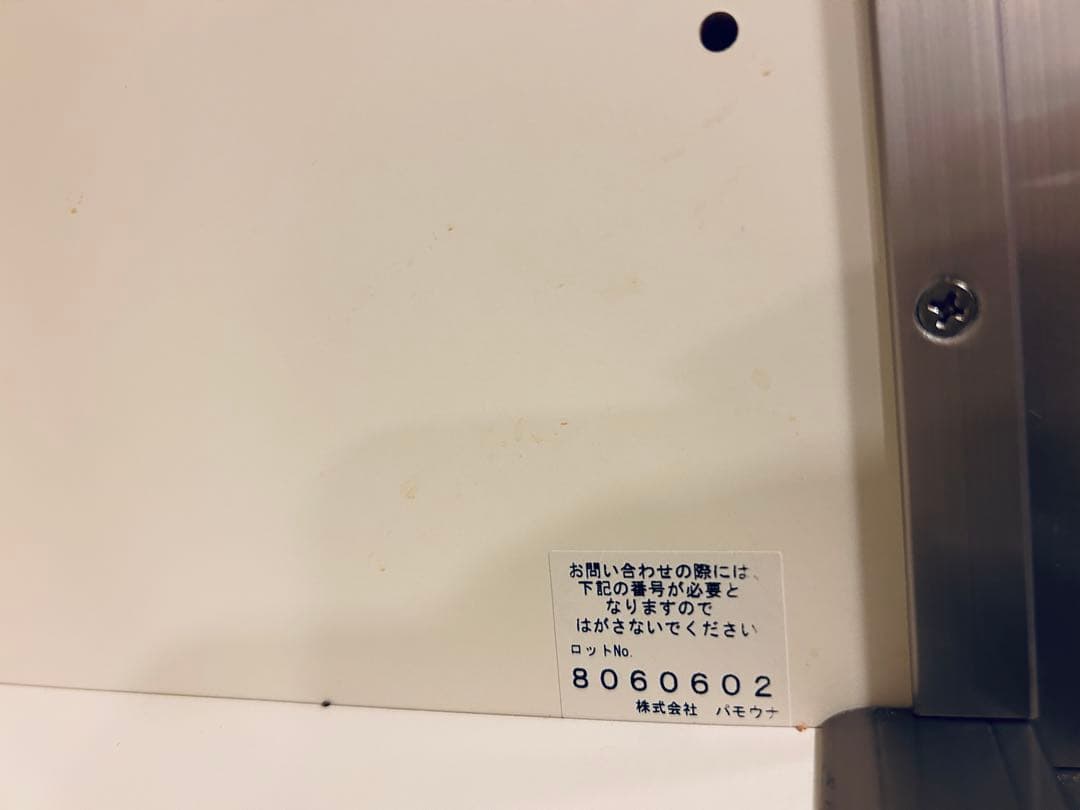 お問い合わせの際には、
下記の番号が必要と
なりますので
はがさないでください
ロットNo.
8060602
株式会社　パモウナ